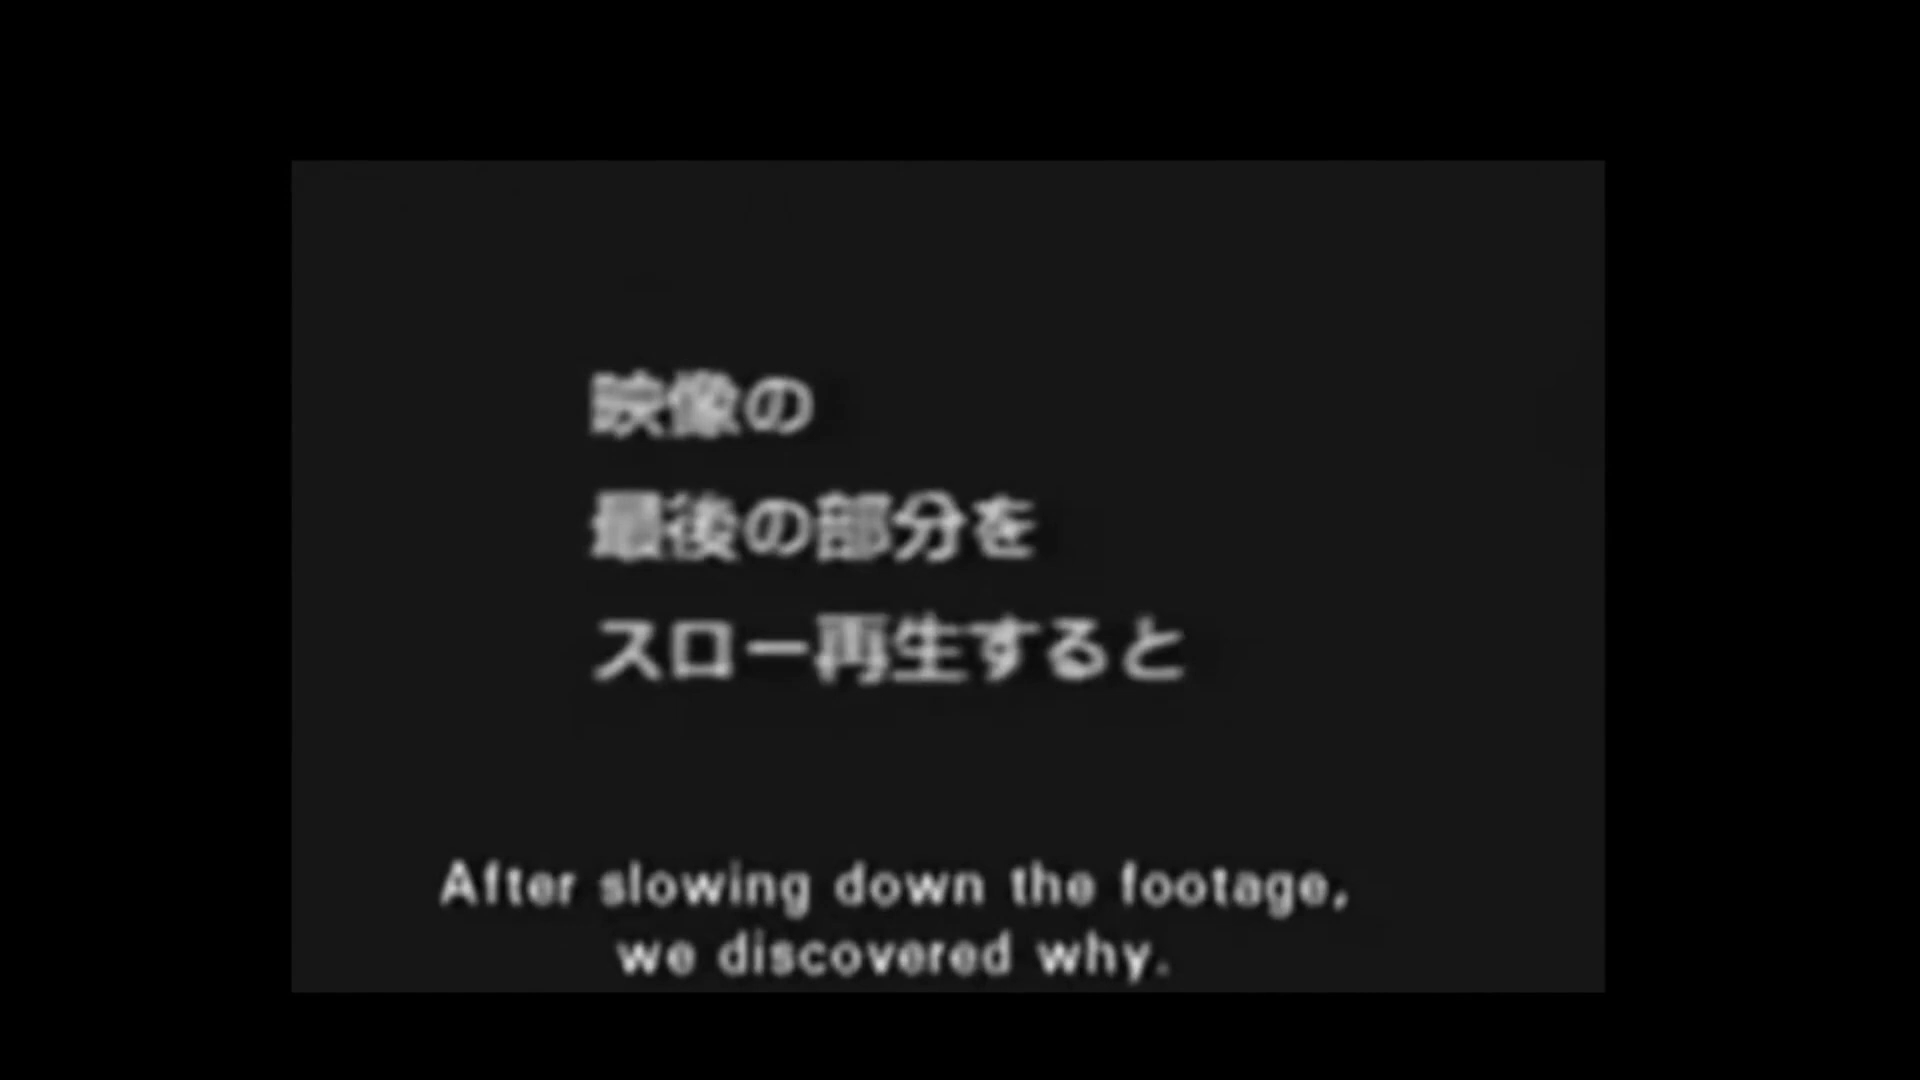 映像の
最後の部分を
スロー再生すると
After slowing down the footage,
we discovered why.